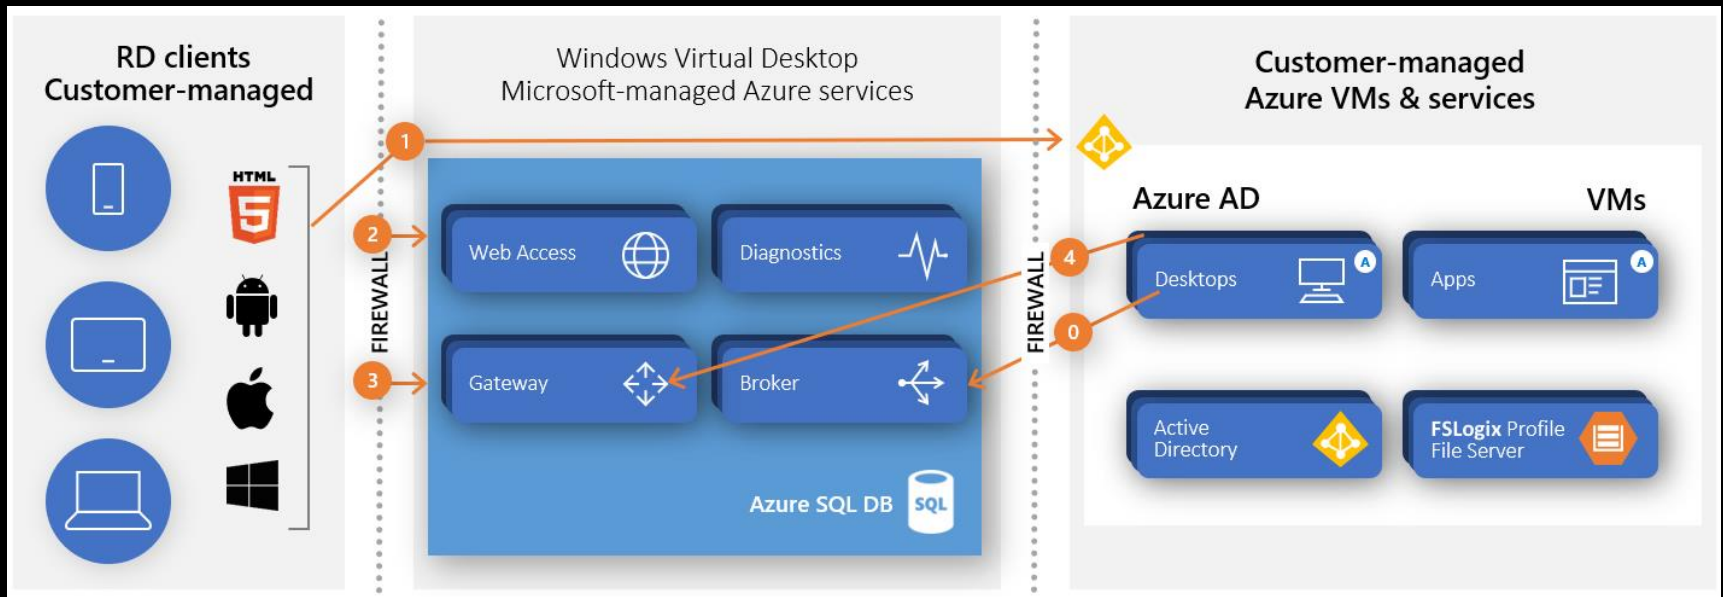 RD clients
Customer-managed
HTML
5
FIREWALL
1
2
3
Windows Virtual Desktop
Microsoft-managed Azure services
Web Access
Diagnostics
Gateway
Broker
Azure SQL DB
SQL
FIREWALL
4
0
Customer-managed
Azure VMs & services
Azure AD
VMs
Desktops
A
Apps
A
Active
Directory
FSLogix Profile
File Server